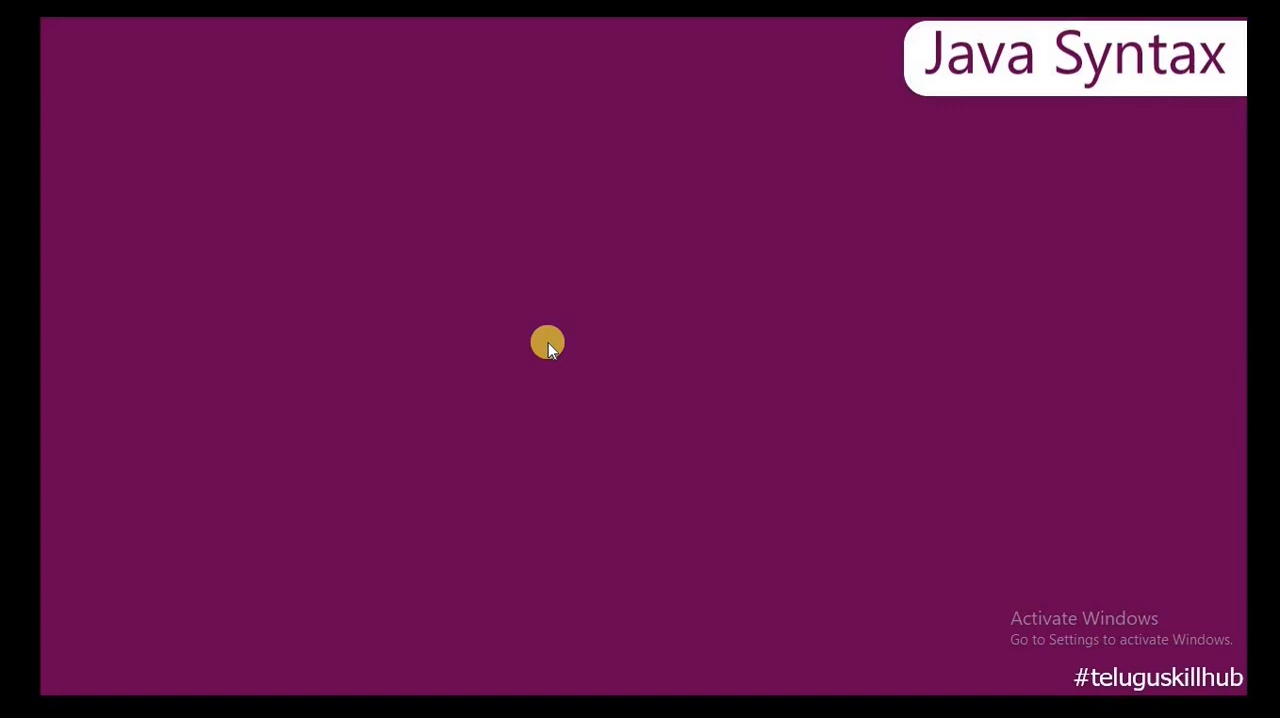 Java Syntax
Activate Windows
Go to Settings to activate Windows.
#teluguskillhub